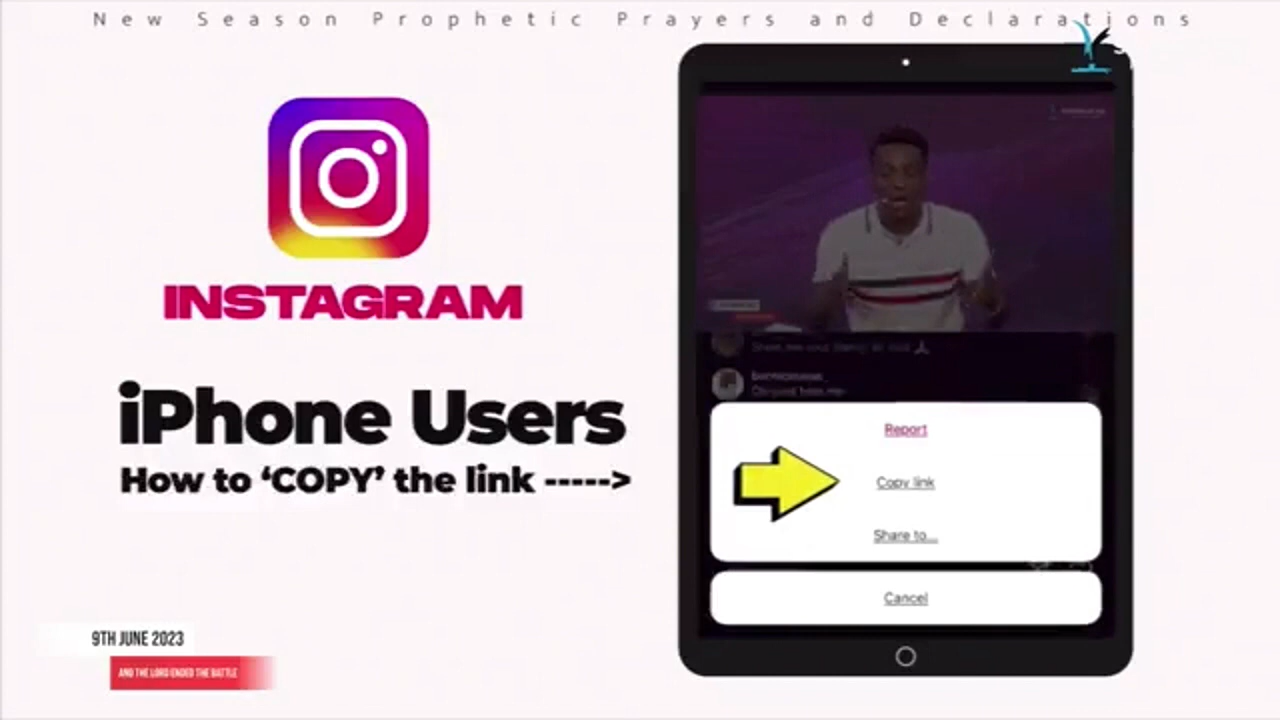 New Season Prophetic Prayers and Declarations
INSTAGRAM
iPhone Users
How to ‘COPY’ the link ----->
Report
Copy link
Share to...
Cancel
9TH JUNE 2023
AND THE LORD ENDED THE BATTLE